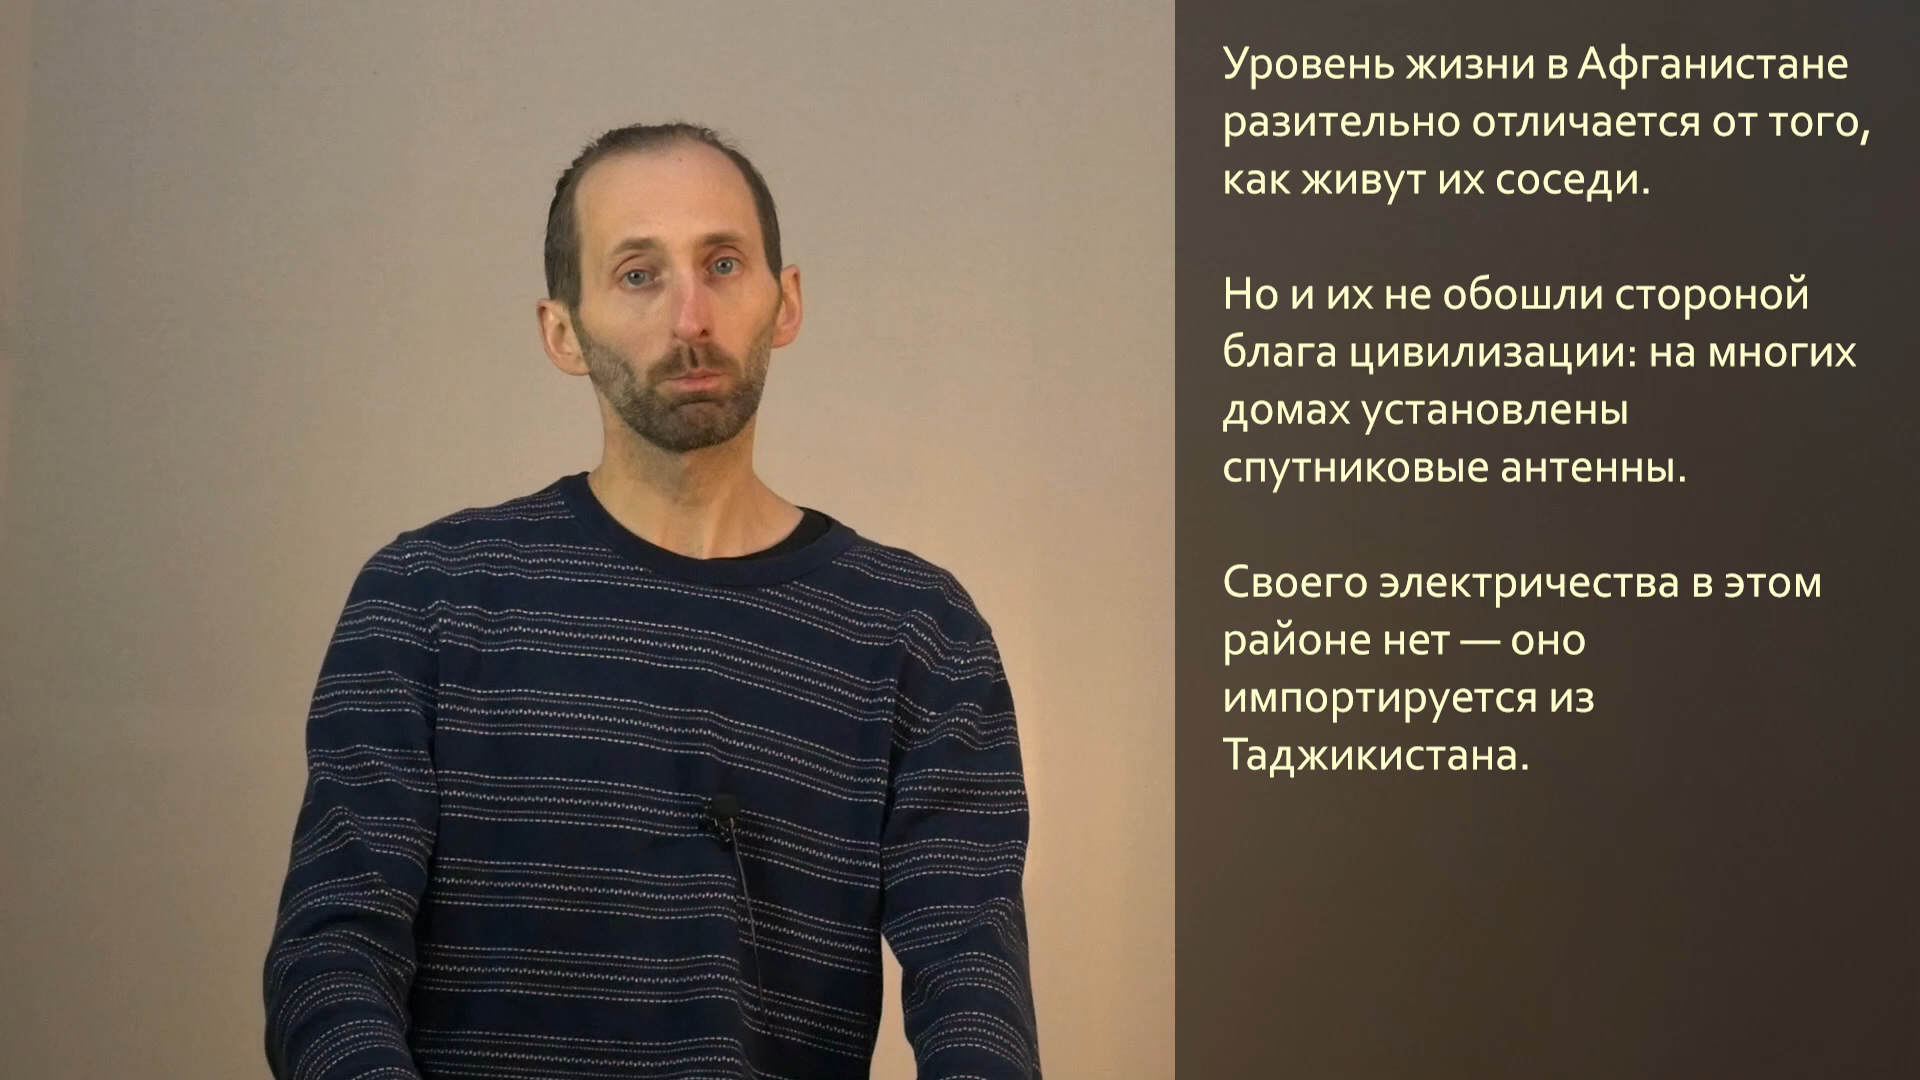 Уровень жизни в Афганистане
разительно отличается от того,
как живут их соседи.
Но и их не обошли стороной
блага цивилизации: на многих
домах установлены
спутниковые антенны.
Своего электричества в этом
районе нет — оно
импортируется из
Таджикистана.